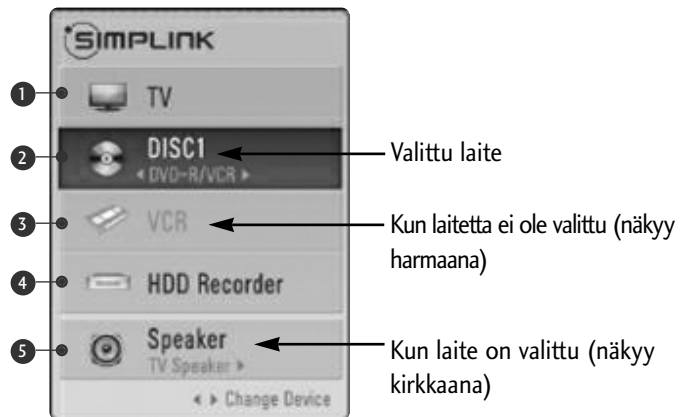 SIMPLINK
1 TV
2 DISC1
◀ DVD-R/VCR ▶
Valittu laite
3 VCR
Kun laitetta ei ole valittu (näkyy
harmaana)
4 HDD Recorder
5 Speaker
TV Speaker ▶
Kun laite on valittu (näkyy
kirkkaana)
◀ ▶ Change Device